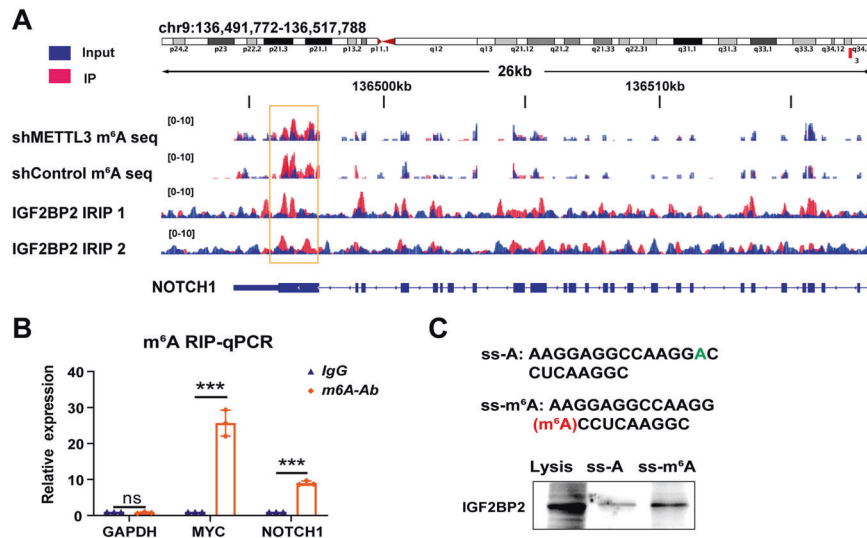 A
chr9:136,491,772-136,517,788
p24.2 p23 p22.2 p21.3 p21.1 p13.2 p11.1 q12 q13 q21.12 q21.2 q21.33 q22.31 q31.1 q31.3 q33.1 q33.3 q34.12 q34.
3
Input
IP
26kb
136500kb 136510kb
shMETTL3 m⁶A seq [0-10]
shControl m⁶A seq [0-10]
IGF2BP2 IRIP 1 [0-10]
IGF2BP2 IRIP 2 [0-10]
NOTCH1
B
m⁶A RIP-qPCR
Relative expression
40
30
20
10
0
ns
***
***
IgG
m6A-Ab
GAPDH MYC NOTCH1
C
ss-A: AAGGAGGCCAAGGAC
CUCAAGGC
ss-m⁶A: AAGGAGGCCAAGG
(m⁶A)CCUCAAGGC
Lysis ss-A ss-m⁶A
IGF2BP2